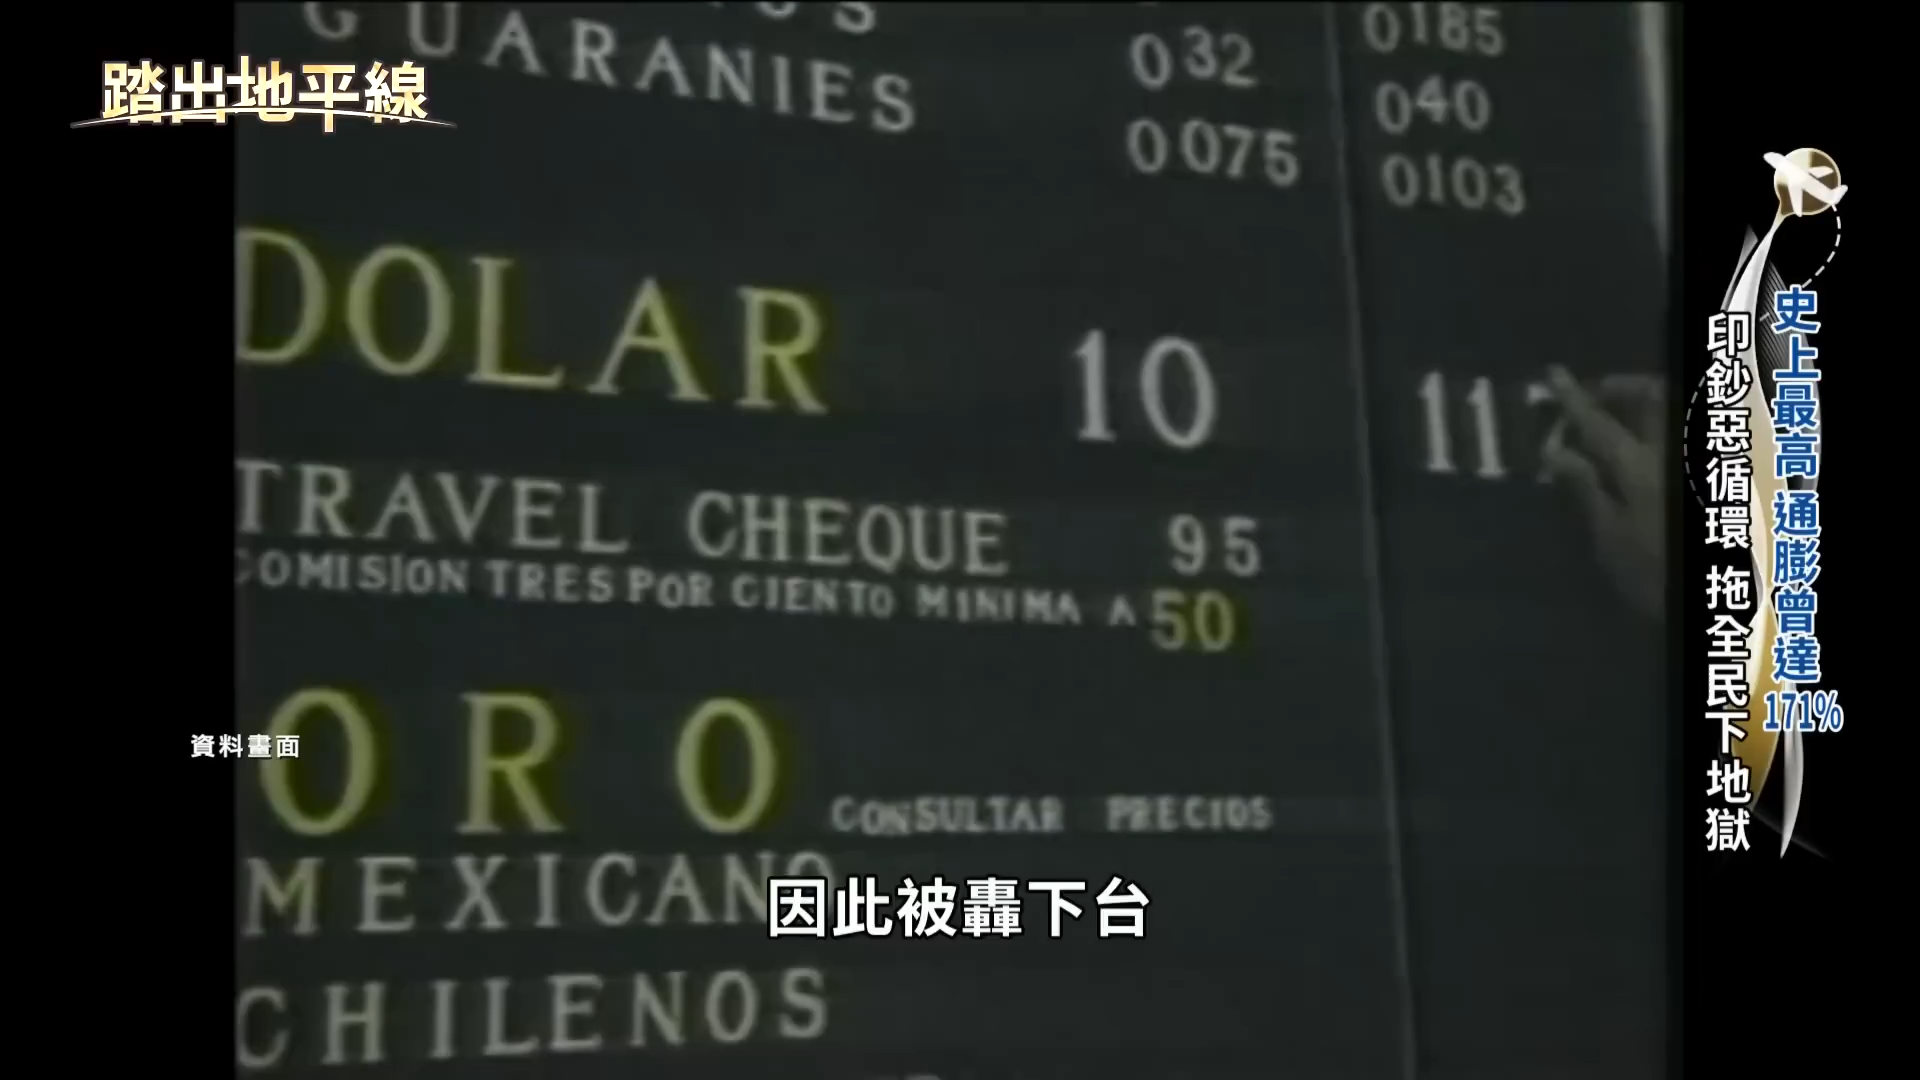 踏出地平線
GUARANIES
032
0185
040
0075
0103
DOLAR 10 11
TRAVEL CHEQUE 95
COMISION TRES POR CIENTO MINIMA A 50
ORO CONSULTAR PRECIOS
MEXICANO
CHILENOS
資料畫面
因此被轟下台
史上最高 通膨曾達171%
印鈔惡循環 拖全民下地獄